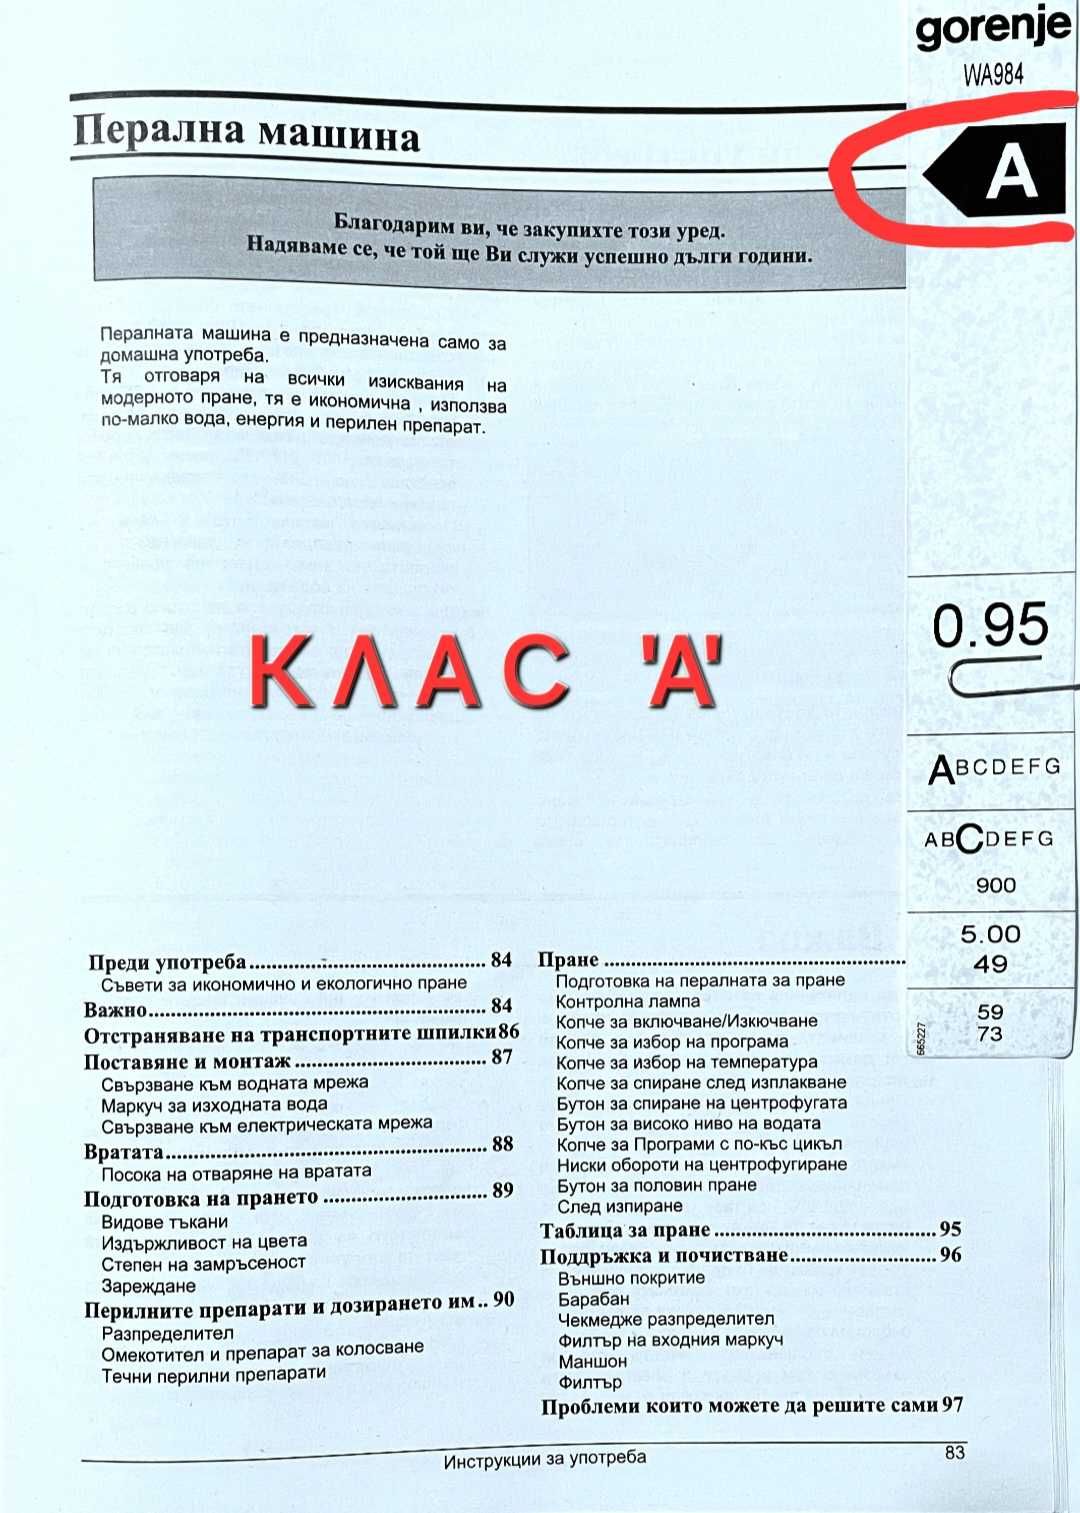 gorenje
WA984
A
Перална машина
Благодарим ви, че закупихте този уред.
Надяваме се, че той ще Ви служи успешно дълги години.
Пералната машина е предназначена само за
домашна употреба.
Тя отговаря на всички изисквания на
модерното пране, тя е икономична , използва
по-малко вода, енергия и перилен препарат.
0.95
КЛАС 'А'
ABCDEFG
ABCDEFG
900
5.00
49
59
73
665227
Преди употреба.......................................... 84
Съвети за икономично и екологично пране
Важно............................................................ 84
Отстраняване на транспортните шпилки86
Поставяне и монтаж .................................. 87
Свързване към водната мрежа
Маркуч за изходната вода
Свързване към електрическата мрежа
Вратата.......................................................... 88
Посока на отваряне на вратата
Подготовка на прането ............................. 89
Видове тъкани
Издържливост на цвета
Степен на замръсеност
Зареждане
Перилните препарати и дозирането им.. 90
Разпределител
Омекотител и препарат за колосване
Течни перилни препарати
Пране ......................................................
Подготовка на пералната за пране
Контролна лампа
Копче за включване/Изкючване
Копче за избор на програма
Копче за избор на температура
Копче за спиране след изплакване
Бутон за спиране на центрофугата
Бутон за високо ниво на водата
Копче за Програми с по-къс цикъл
Ниски обороти на центрофугиране
Бутон за половин пране
След изпиране
Таблица за пране ........................................ 95
Поддръжка и почистване.......................... 96
Външно покритие
Барабан
Чекмедже разпределител
Филтър на входния маркуч
Маншон
Филтър
Проблеми които можете да решите сами 97
Инструкции за употреба
83